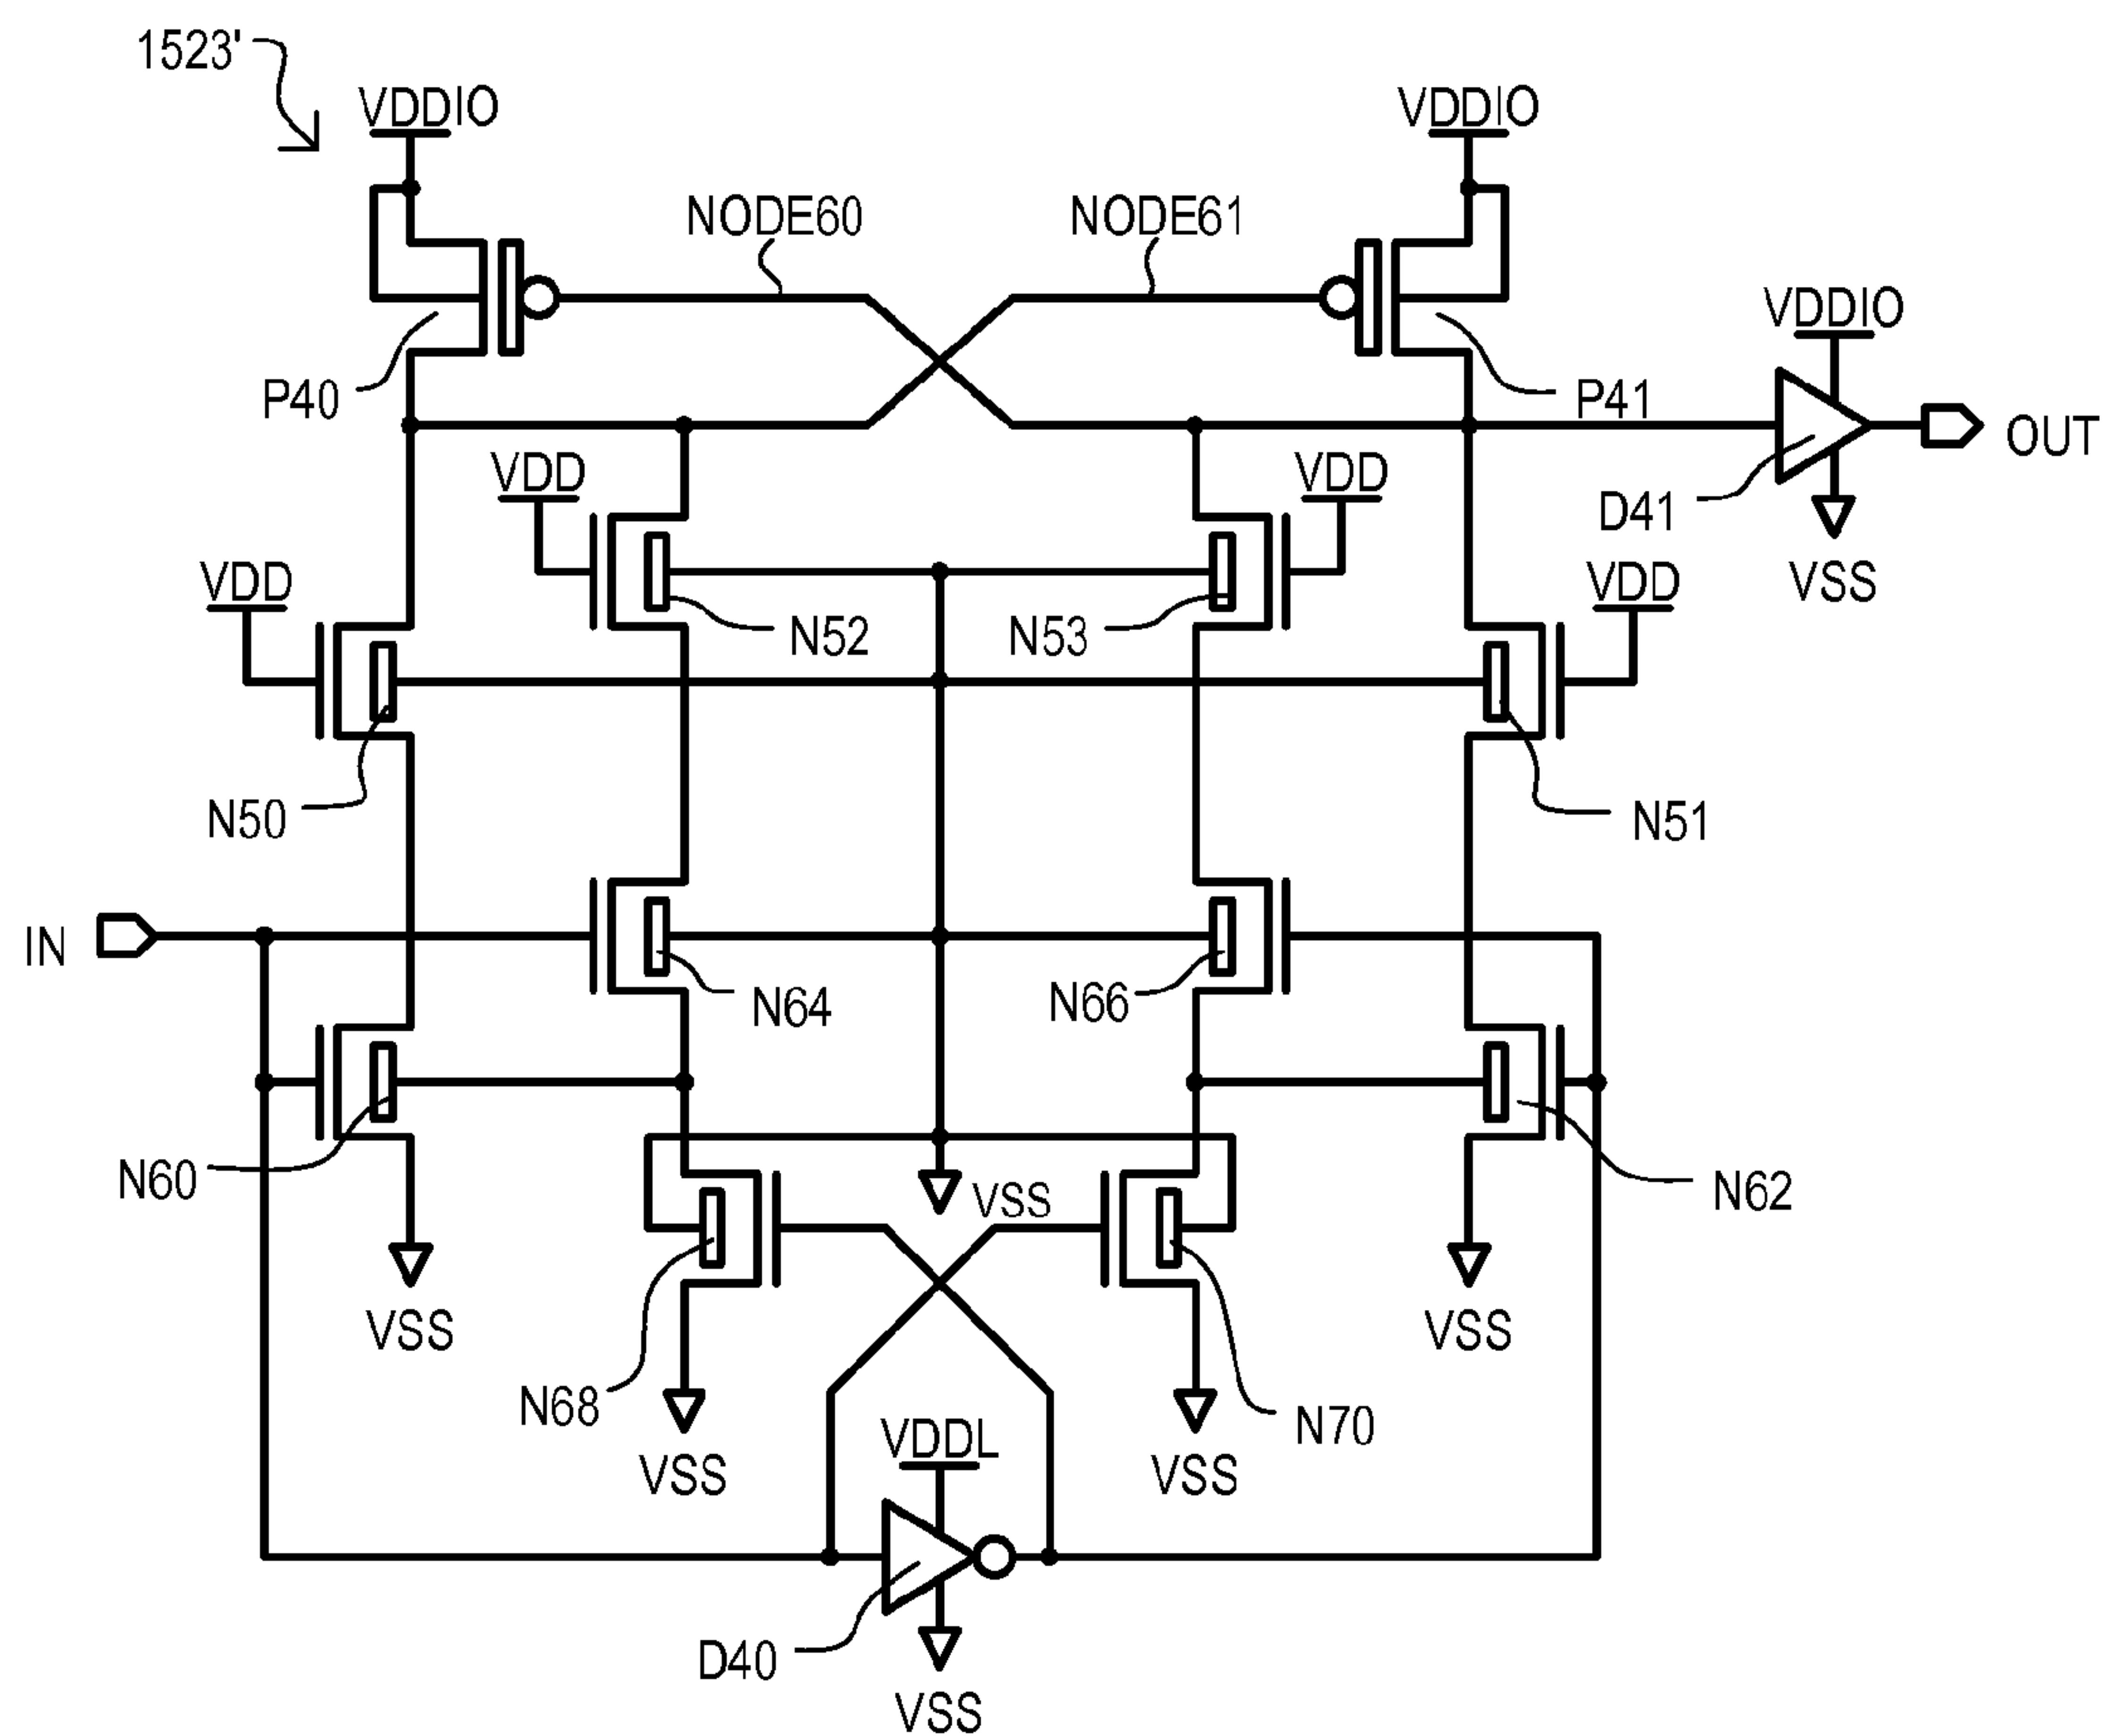 1523'
VDDIO
VDDIO
NODE60
NODE61
VDDIO
P40
P41
OUT
VDD
VDD
D41
VDD
VDD
VSS
N52
N53
N50
N51
IN
N64
N66
N60
VSS
N62
VSS
VSS
N68
N70
VDDL
VSS
VSS
D40
VSS